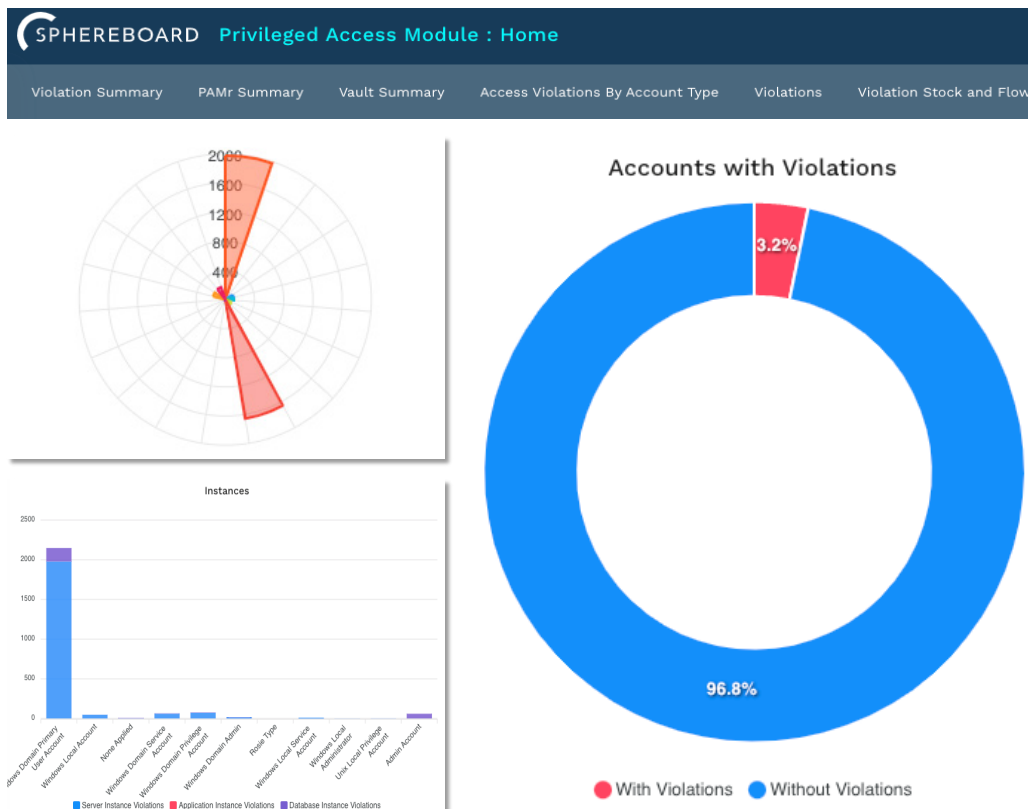 SPHEREBOARD Privileged Access Module : Home
Violation Summary PAMr Summary Vault Summary Access Violations By Account Type Violations Violation Stock and Flow
2000
1600
1200
800
400
Accounts with Violations
3.2%
96.8%
With Violations Without Violations
Instances
2500
2000
1500
1000
500
0
dows Domain Primary
User Account
Windows Local Account
None Applied
Windows Domain Service
Account
Windows Domain Privilege
Account
Windows Domain Admin
Rosie Type
Windows Local Service
Account
Windows Local
Administrator
Unix Local Privilege
Account
Admin Account
Server Instance Violations Application Instance Violations Database Instance Violations